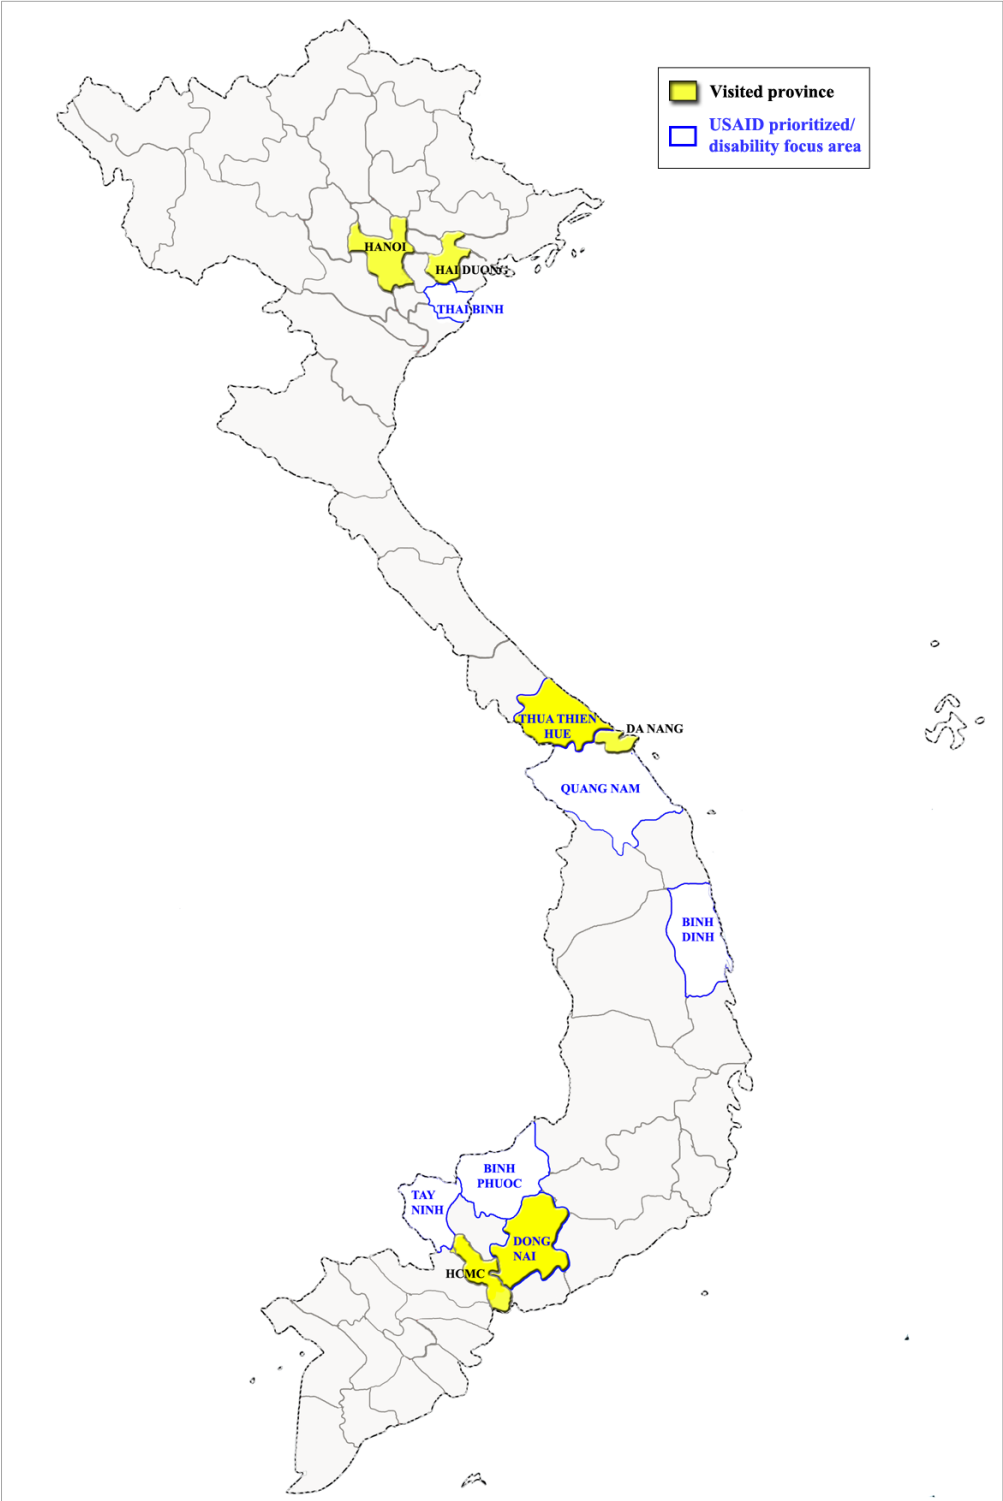 Visited province
USAID prioritized/
disability focus area
HANOI
HAI DUONG
THAI BINH
THUA THIEN
HUE
DA NANG
QUANG NAM
BINH
DINH
BINH
PHUOC
TAY
NINH
DONG
NAI
HCMC